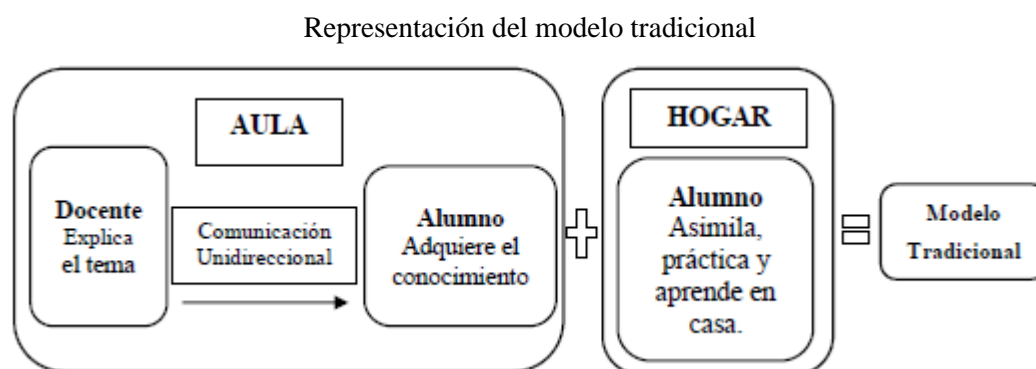 Representación del modelo tradicional
AULA
Docente
Explica
el tema
Comunicación
Unidireccional
Alumno
Adquiere el
conocimiento
HOGAR
Alumno
Asimila,
práctica y
aprende en
casa.
Modelo
Tradicional